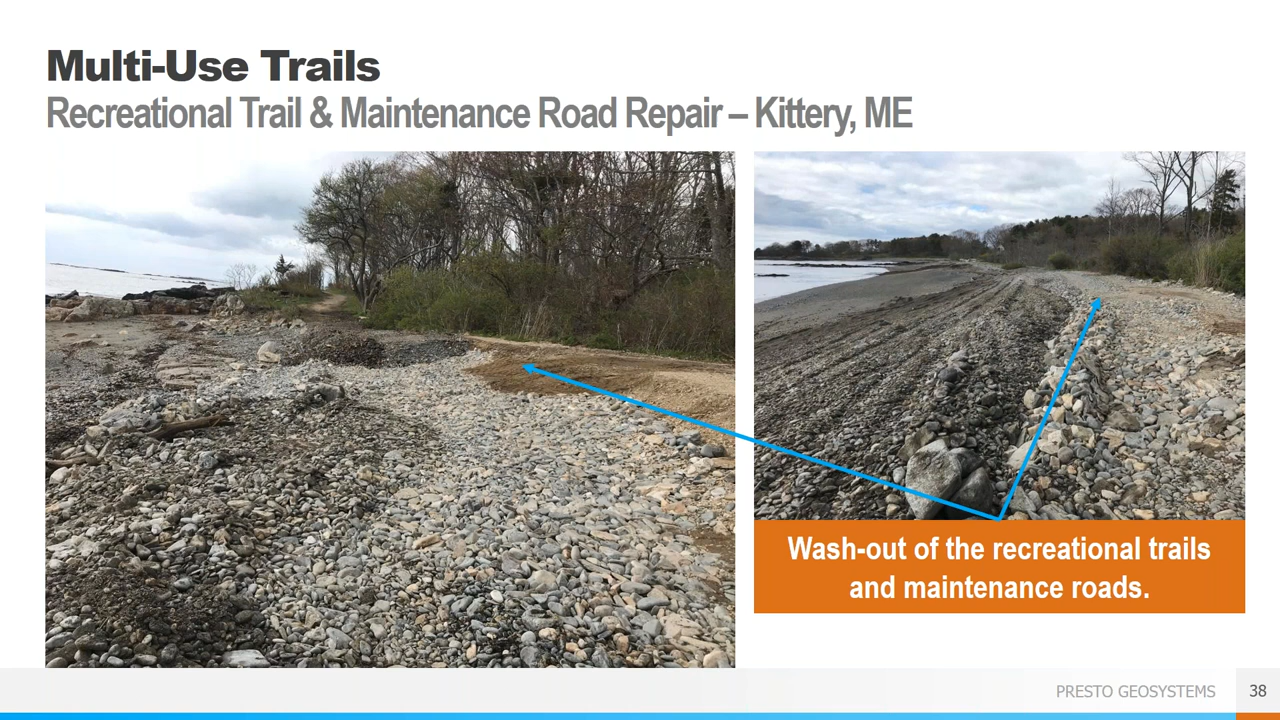 Multi-Use Trails
Recreational Trail & Maintenance Road Repair – Kittery, ME
Wash-out of the recreational trails
and maintenance roads.
PRESTO GEOSYSTEMS
38